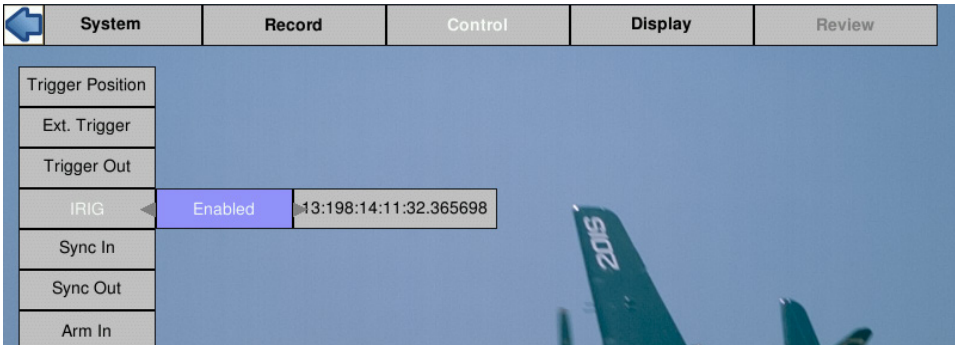 System Record Control Display Review
Trigger Position
Ext. Trigger
Trigger Out
IRIG Enabled 13:198:14:11:32.365698
Sync In
Sync Out
Arm In
2015